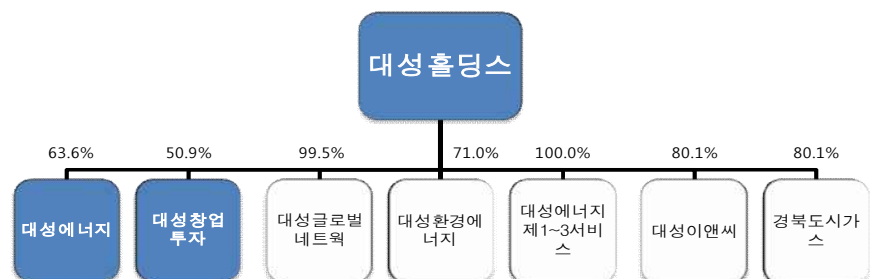 대성홀딩스
63.6%
50.9%
99.5%
71.0%
100.0%
80.1%
80.1%
대성에너지
대성창업
투자
대성글로벌
네트웍
대성환경에
너지
대성에너지
제1~3서비
스
대성이앤씨
경북도시가
스